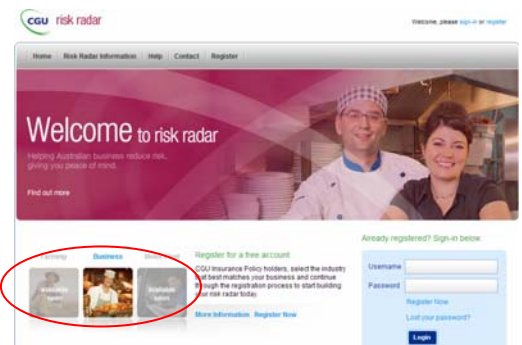 CGU risk radar
Welcome, please sign-in or register
Home Risk Radar Information Help Contact Register
Welcome to risk radar
Helping Australian business reduce risk,
giving you peace of mind.
Find out more
Already registered? Sign-in below.
Business
Register for a free account
CGU Insurance Policy holders, select the industry
that best matches your business and continue
through the registration process to start building
your risk radar today.
More Information Register Now
Username
Password
Register Now
Lost your password?
Login